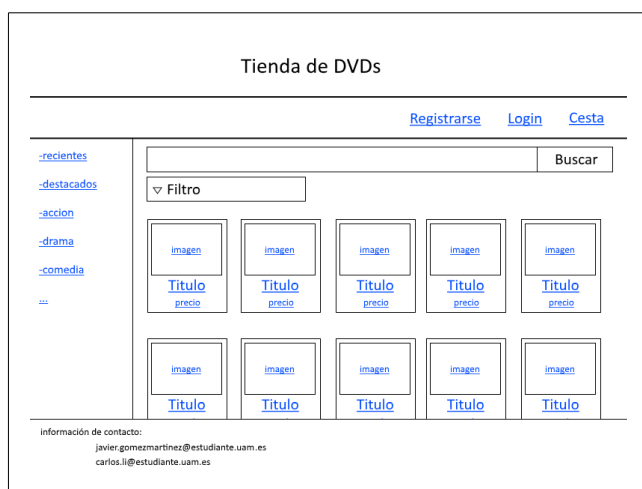 Tienda de DVDs
Registrarse Login Cesta
-recientes
-destacados
-accion
-drama
-comedia
...
Buscar
▽ Filtro
imagen imagen imagen imagen imagen
Titulo Titulo Titulo Titulo Titulo
precio precio precio precio precio
imagen imagen imagen imagen imagen
Titulo Titulo Titulo Titulo Titulo
información de contacto:
javier.gomezmartinez@estudiante.uam.es
carlos.li@estudiante.uam.es